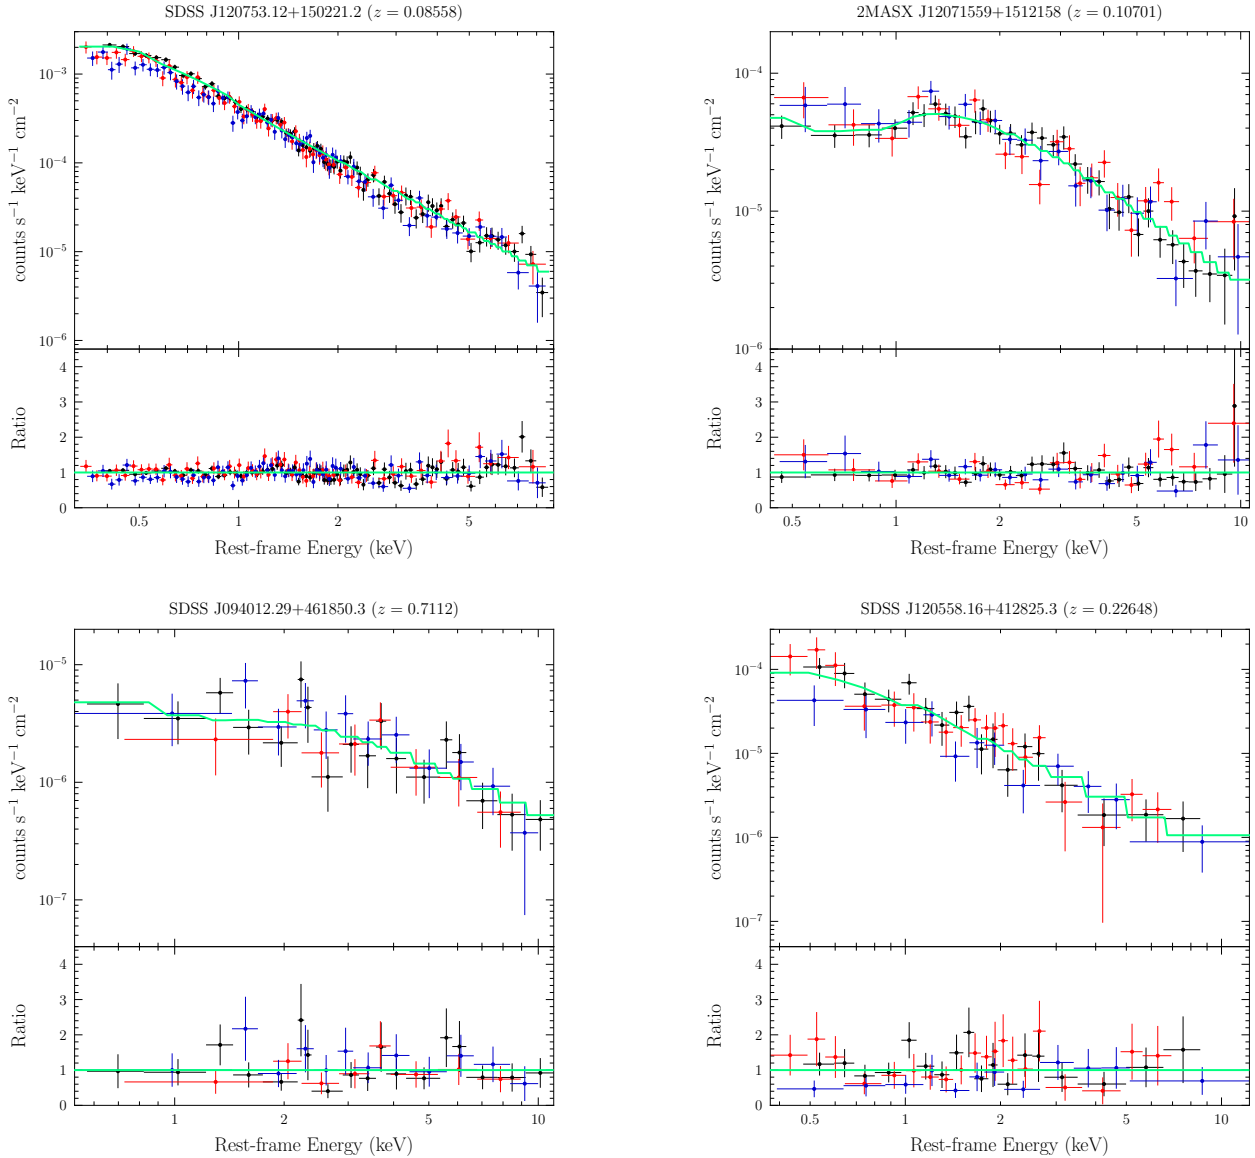 SDSS J120753.12+150221.2 (z = 0.08558)
10⁻³
10⁻⁴
10⁻⁵
10⁻⁶
counts s⁻¹ keV⁻¹ cm⁻²
4
3
2
1
0
Ratio
0.5 1 2 5
Rest-frame Energy (keV)
2MASX J12071559+1512158 (z = 0.10701)
10⁻⁴
10⁻⁵
10⁻⁶
counts s⁻¹ keV⁻¹ cm⁻²
4
3
2
1
0
Ratio
0.5 1 2 5 10
Rest-frame Energy (keV)
SDSS J094012.29+461850.3 (z = 0.7112)
10⁻⁵
10⁻⁶
10⁻⁷
counts s⁻¹ keV⁻¹ cm⁻²
4
3
2
1
0
Ratio
1 2 5 10
Rest-frame Energy (keV)
SDSS J120558.16+412825.3 (z = 0.22648)
10⁻⁴
10⁻⁵
10⁻⁶
10⁻⁷
counts s⁻¹ keV⁻¹ cm⁻²
4
3
2
1
0
Ratio
0.5 1 2 5 10
Rest-frame Energy (keV)